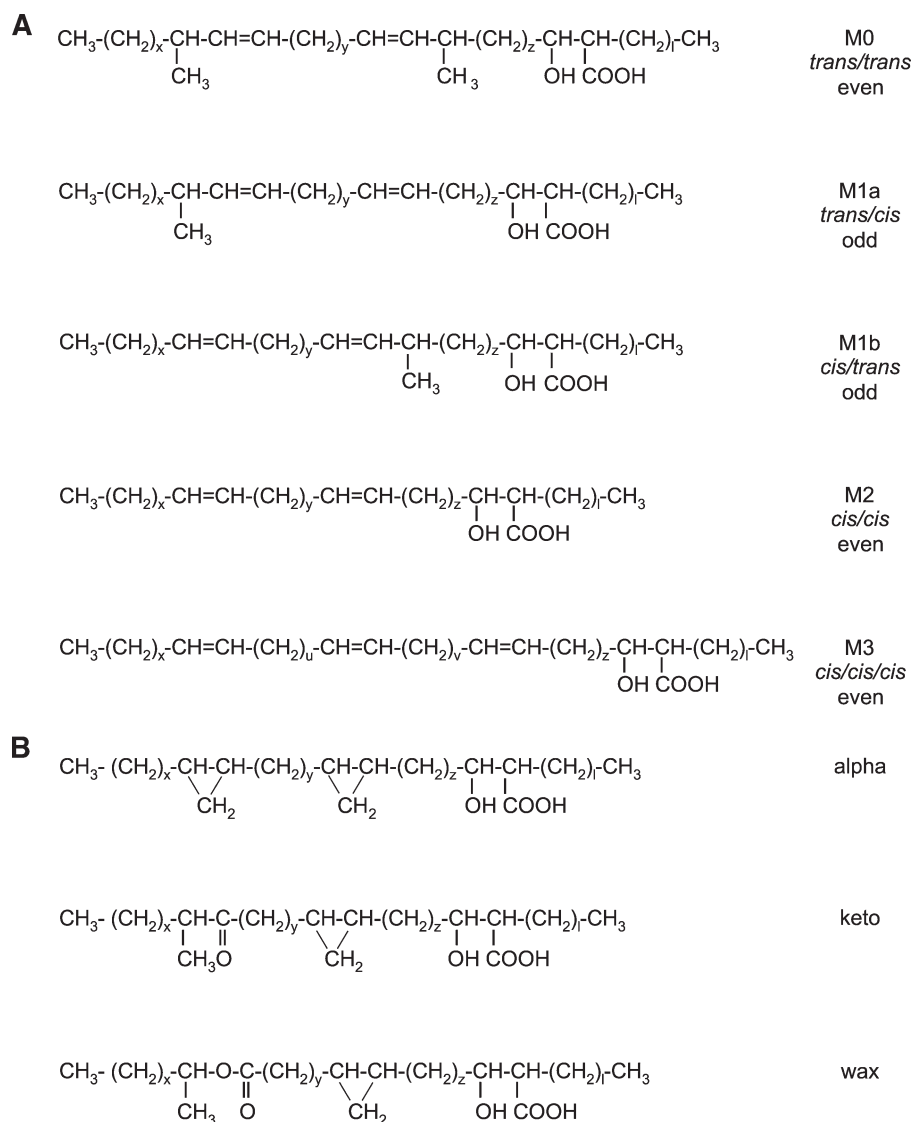 A
CH3-(CH2)x-CH-CH=CH-(CH2)y-CH=CH-CH-(CH2)z-CH-CH-(CH2)l-CH3 M0
CH3 CH3 OH COOH trans/trans
even
CH3-(CH2)x-CH-CH=CH-(CH2)y-CH=CH-(CH2)z-CH-CH-(CH2)l-CH3 M1a
CH3 OH COOH trans/cis
odd
CH3-(CH2)x-CH=CH-(CH2)y-CH=CH-CH-(CH2)z-CH-CH-(CH2)l-CH3 M1b
CH3 OH COOH cis/trans
odd
CH3-(CH2)x-CH=CH-(CH2)y-CH=CH-(CH2)z-CH-CH-(CH2)l-CH3 M2
OH COOH cis/cis
even
CH3-(CH2)x-CH=CH-(CH2)u-CH=CH-(CH2)v-CH=CH-(CH2)z-CH-CH-(CH2)l-CH3 M3
OH COOH cis/cis/cis
even
B
CH3- (CH2)x-CH-CH-(CH2)y-CH-CH-(CH2)z-CH-CH-(CH2)l-CH3 alpha
CH2 CH2 OH COOH
CH3- (CH2)x-CH-C-(CH2)y-CH-CH-(CH2)z-CH-CH-(CH2)l-CH3 keto
CH3O CH2 OH COOH
CH3- (CH2)x-CH-O-C-(CH2)y-CH-CH-(CH2)z-CH-CH-(CH2)l-CH3 wax
CH3 O CH2 OH COOH